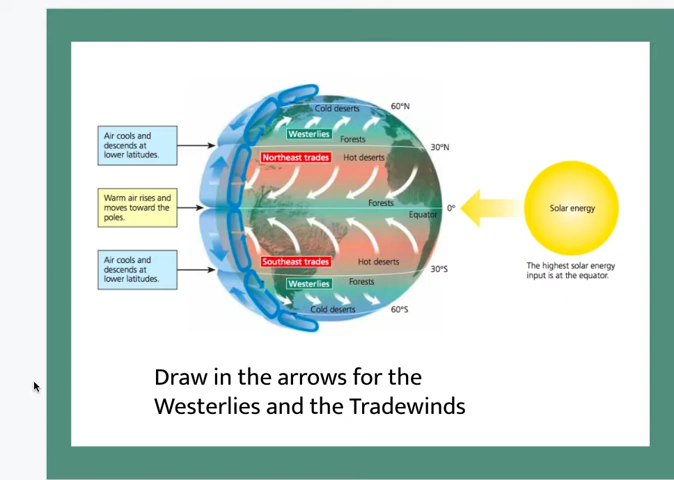 Cold deserts
60°N
Westerlies
Air cools and
descends at
lower latitudes.
Forests
30°N
Northeast trades
Hot deserts
Warm air rises and
moves toward the
poles.
Forests
0°
Equator
Solar energy
Air cools and
descends at
lower latitudes.
Southeast trades
Hot deserts
30°S
The highest solar energy
input is at the equator.
Westerlies
Forests
Cold deserts
60°S
Draw in the arrows for the
Westerlies and the Tradewinds